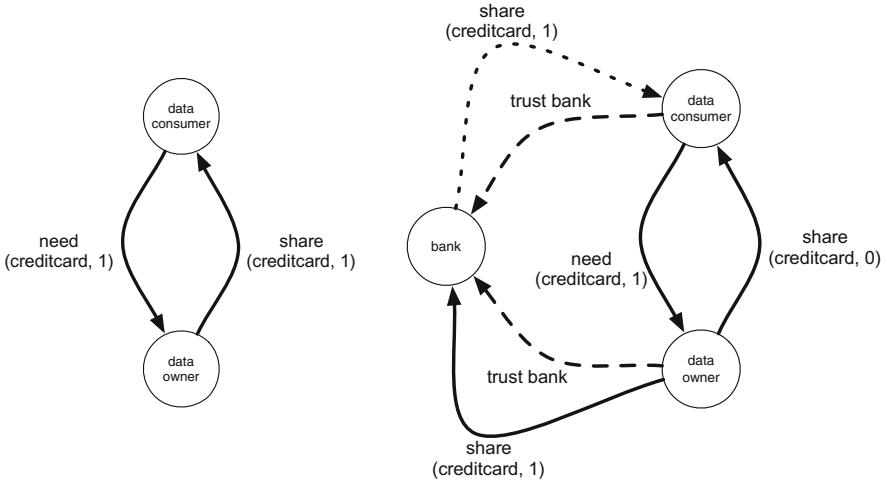 data
consumer
need
(creditcard, 1)
share
(creditcard, 1)
data
owner
share
(creditcard, 1)
trust bank
data
consumer
bank
need
(creditcard, 1)
share
(creditcard, 0)
trust bank
data
owner
share
(creditcard, 1)